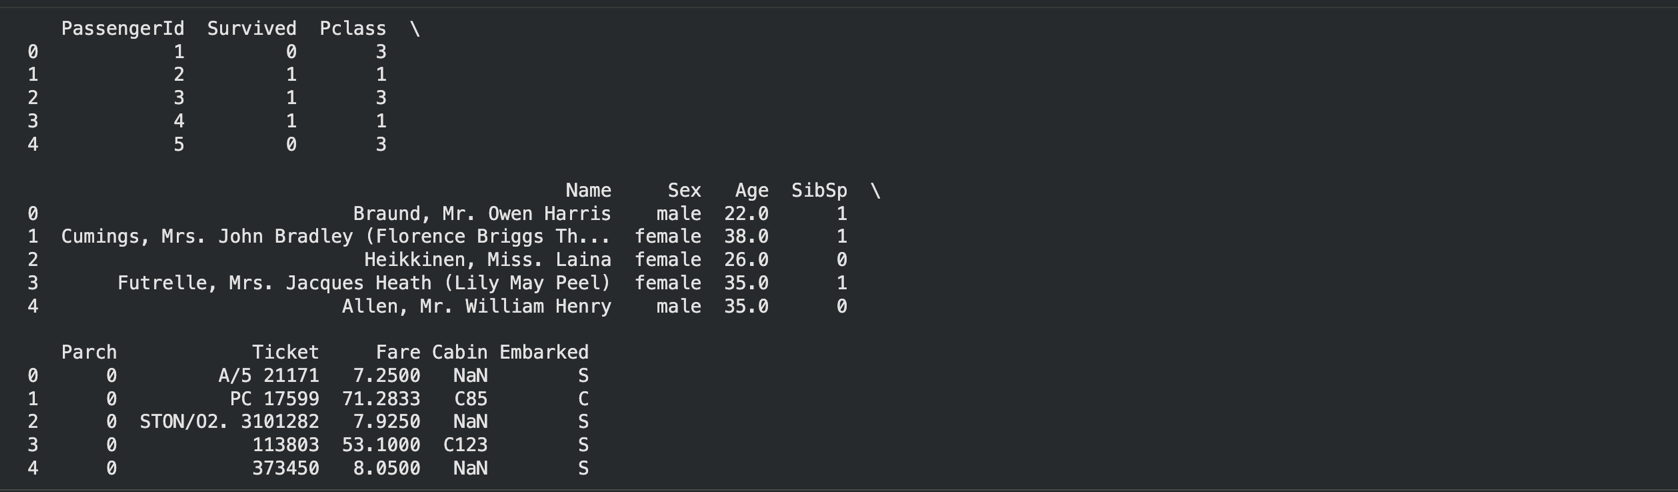 PassengerId  Survived  Pclass  \
0            1         0       3
1            2         1       1
2            3         1       3
3            4         1       1
4            5         0       3

                                                Name     Sex   Age  SibSp  \
0                             Braund, Mr. Owen Harris    male  22.0      1
1  Cumings, Mrs. John Bradley (Florence Briggs Th...  female  38.0      1
2                              Heikkinen, Miss. Laina  female  26.0      0
3        Futrelle, Mrs. Jacques Heath (Lily May Peel)  female  35.0      1
4                            Allen, Mr. William Henry    male  35.0      0

   Parch            Ticket     Fare Cabin Embarked
0      0         A/5 21171   7.2500   NaN        S
1      0          PC 17599  71.2833   C85        C
2      0  STON/O2. 3101282   7.9250   NaN        S
3      0            113803  53.1000  C123        S
4      0            373450   8.0500   NaN        S